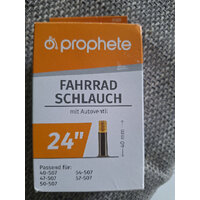 prophete
FAHRRAD
SCHLAUCH
mit Autoventil
24"
40 mm
Passend für:
40-507 54-507
47-507 57-507
50-507